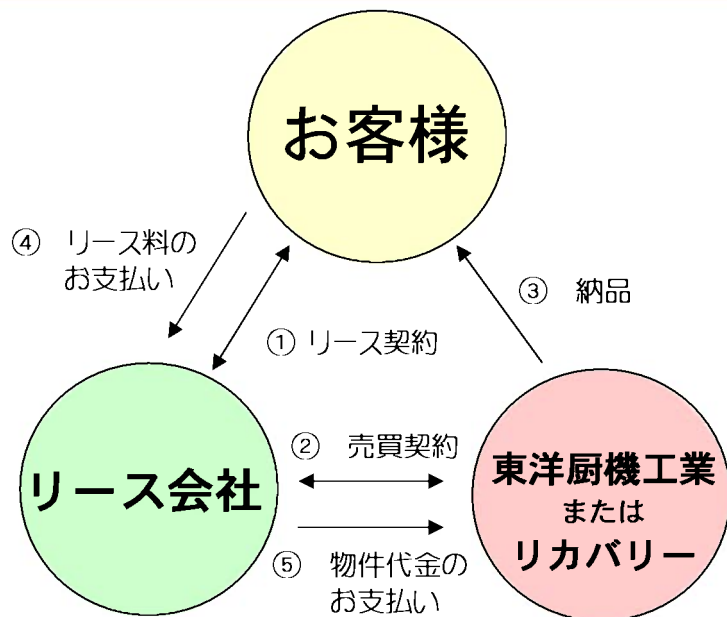 お客様
④ リース料の
お支払い
③ 納品
① リース契約
② 売買契約
リース会社
東洋厨機工業
または
リカバリー
⑤ 物件代金の
お支払い